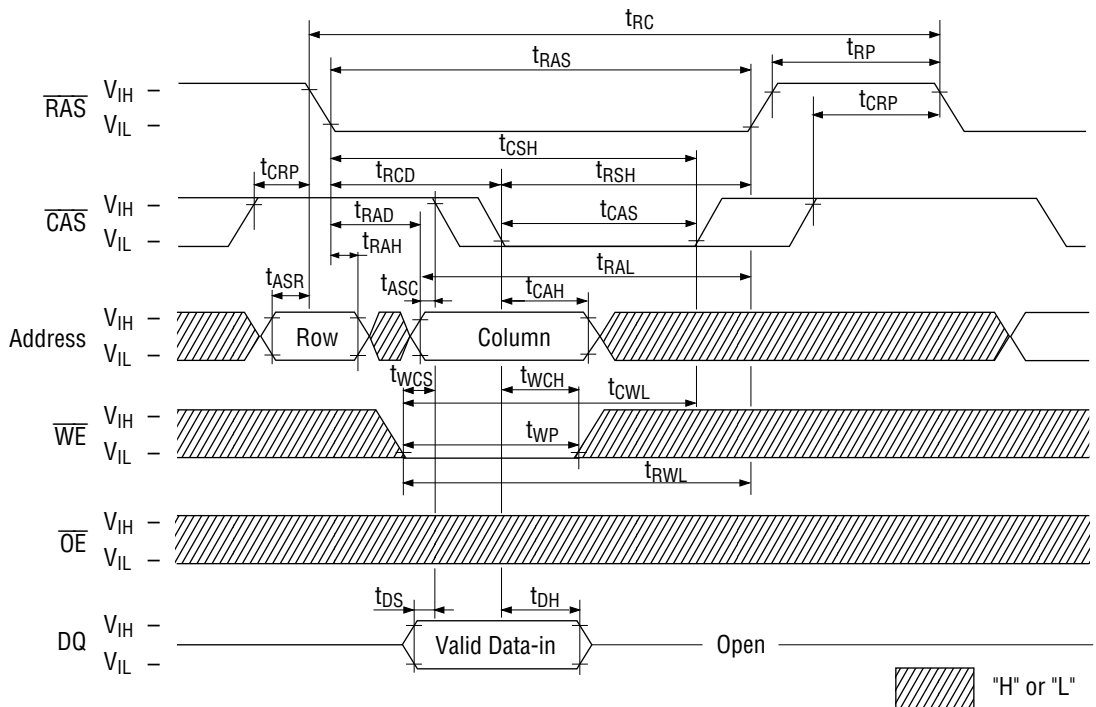 tRC
tRAS
tRP
RAS
VIH –
VIL –
tCRP
tCSH
tCRP
tRCD
tRSH
CAS
VIH –
VIL –
tRAD
tCAS
tRAH
tRAL
tASR
tASC
tCAH
Address
VIH –
VIL –
Row
Column
tWCS
tWCH
tCWL
WE
VIH –
VIL –
tWP
tRWL
OE
VIH –
VIL –
tDS
tDH
DQ
VIH –
VIL –
Valid Data-in
Open
"H" or "L"